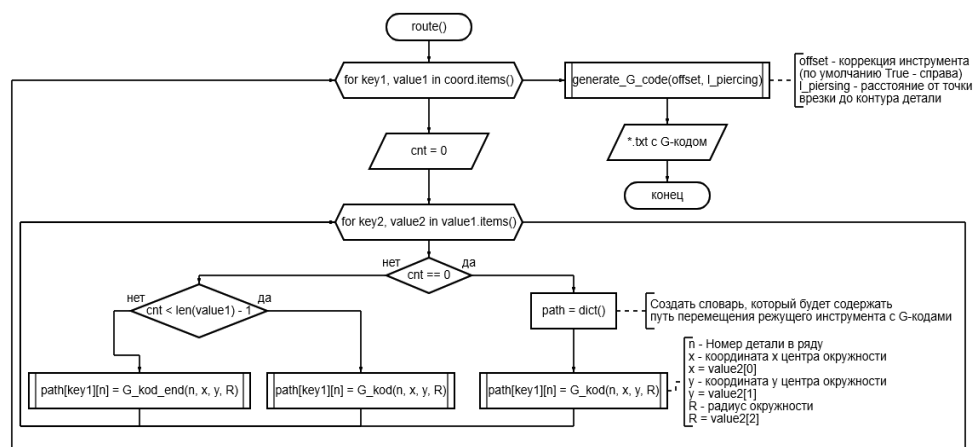 route()
for key1, value1 in coord.items()
generate_G_code(offset, l_piercing)
offset - коррекция инструмента
(по умолчанию True - справа)
l_piersing - расстояние от точки
врезки до контура детали
cnt = 0
*.txt с G-кодом
конец
for key2, value2 in value1.items()
нет
cnt == 0
да
нет
cnt < len(value1) - 1
да
path = dict()
Создать словарь, который будет содержать
путь перемещения режущего инструмента с G-кодами
path[key1][n] = G_kod_end(n, x, y, R)
path[key1][n] = G_kod(n, x, y, R)
path[key1][n] = G_kod(n, x, y, R)
n - Номер детали в ряду
x - координата x центра окружности
x = value2[0]
y - координата y центра окружности
y = value2[1]
R - радиус окружности
R = value2[2]